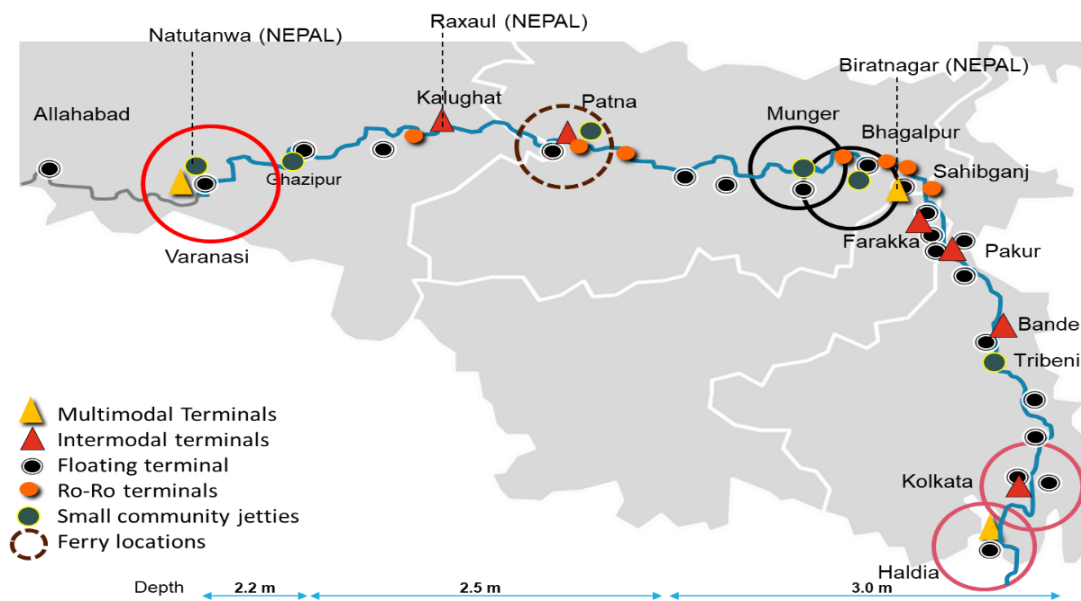 Raxaul (NEPAL)
Natutanwa (NEPAL)
Biratnagar (NEPAL)
Allahabad
Kalughat
Patna
Munger
Bhagalpur
Ghazipur
Sahibganj
Varanasi
Farakka
Pakur
Bande
Tribeni
Multimodal Terminals
Intermodal terminals
Floating terminal
Ro-Ro terminals
Small community jetties
Ferry locations
Kolkata
Haldia
Depth
2.2 m
2.5 m
3.0 m